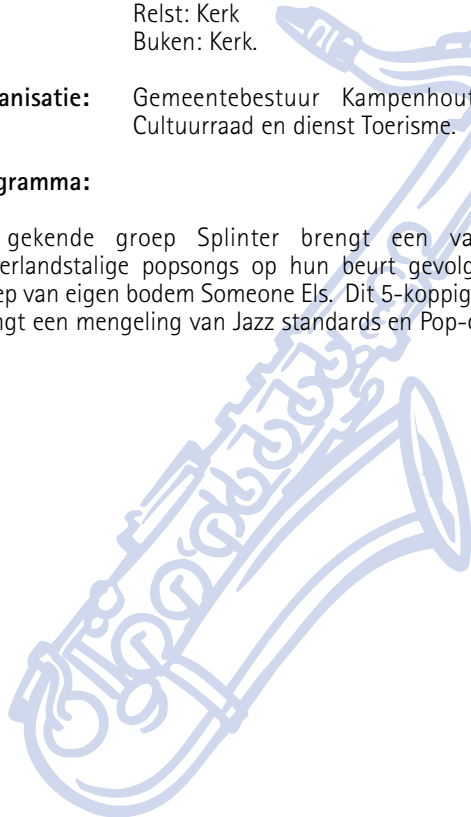 Relst: Kerk
Buken: Kerk.
anisatie: Gemeentebestuur Kampenhout
Cultuurraad en dienst Toerisme.
gramma:
gekende groep Splinter brengt een va
erlandstalige popsongs op hun beurt gevolg
ep van eigen bodem Someone Els. Dit 5-koppig
ngt een mengeling van Jazz standards en Pop-c